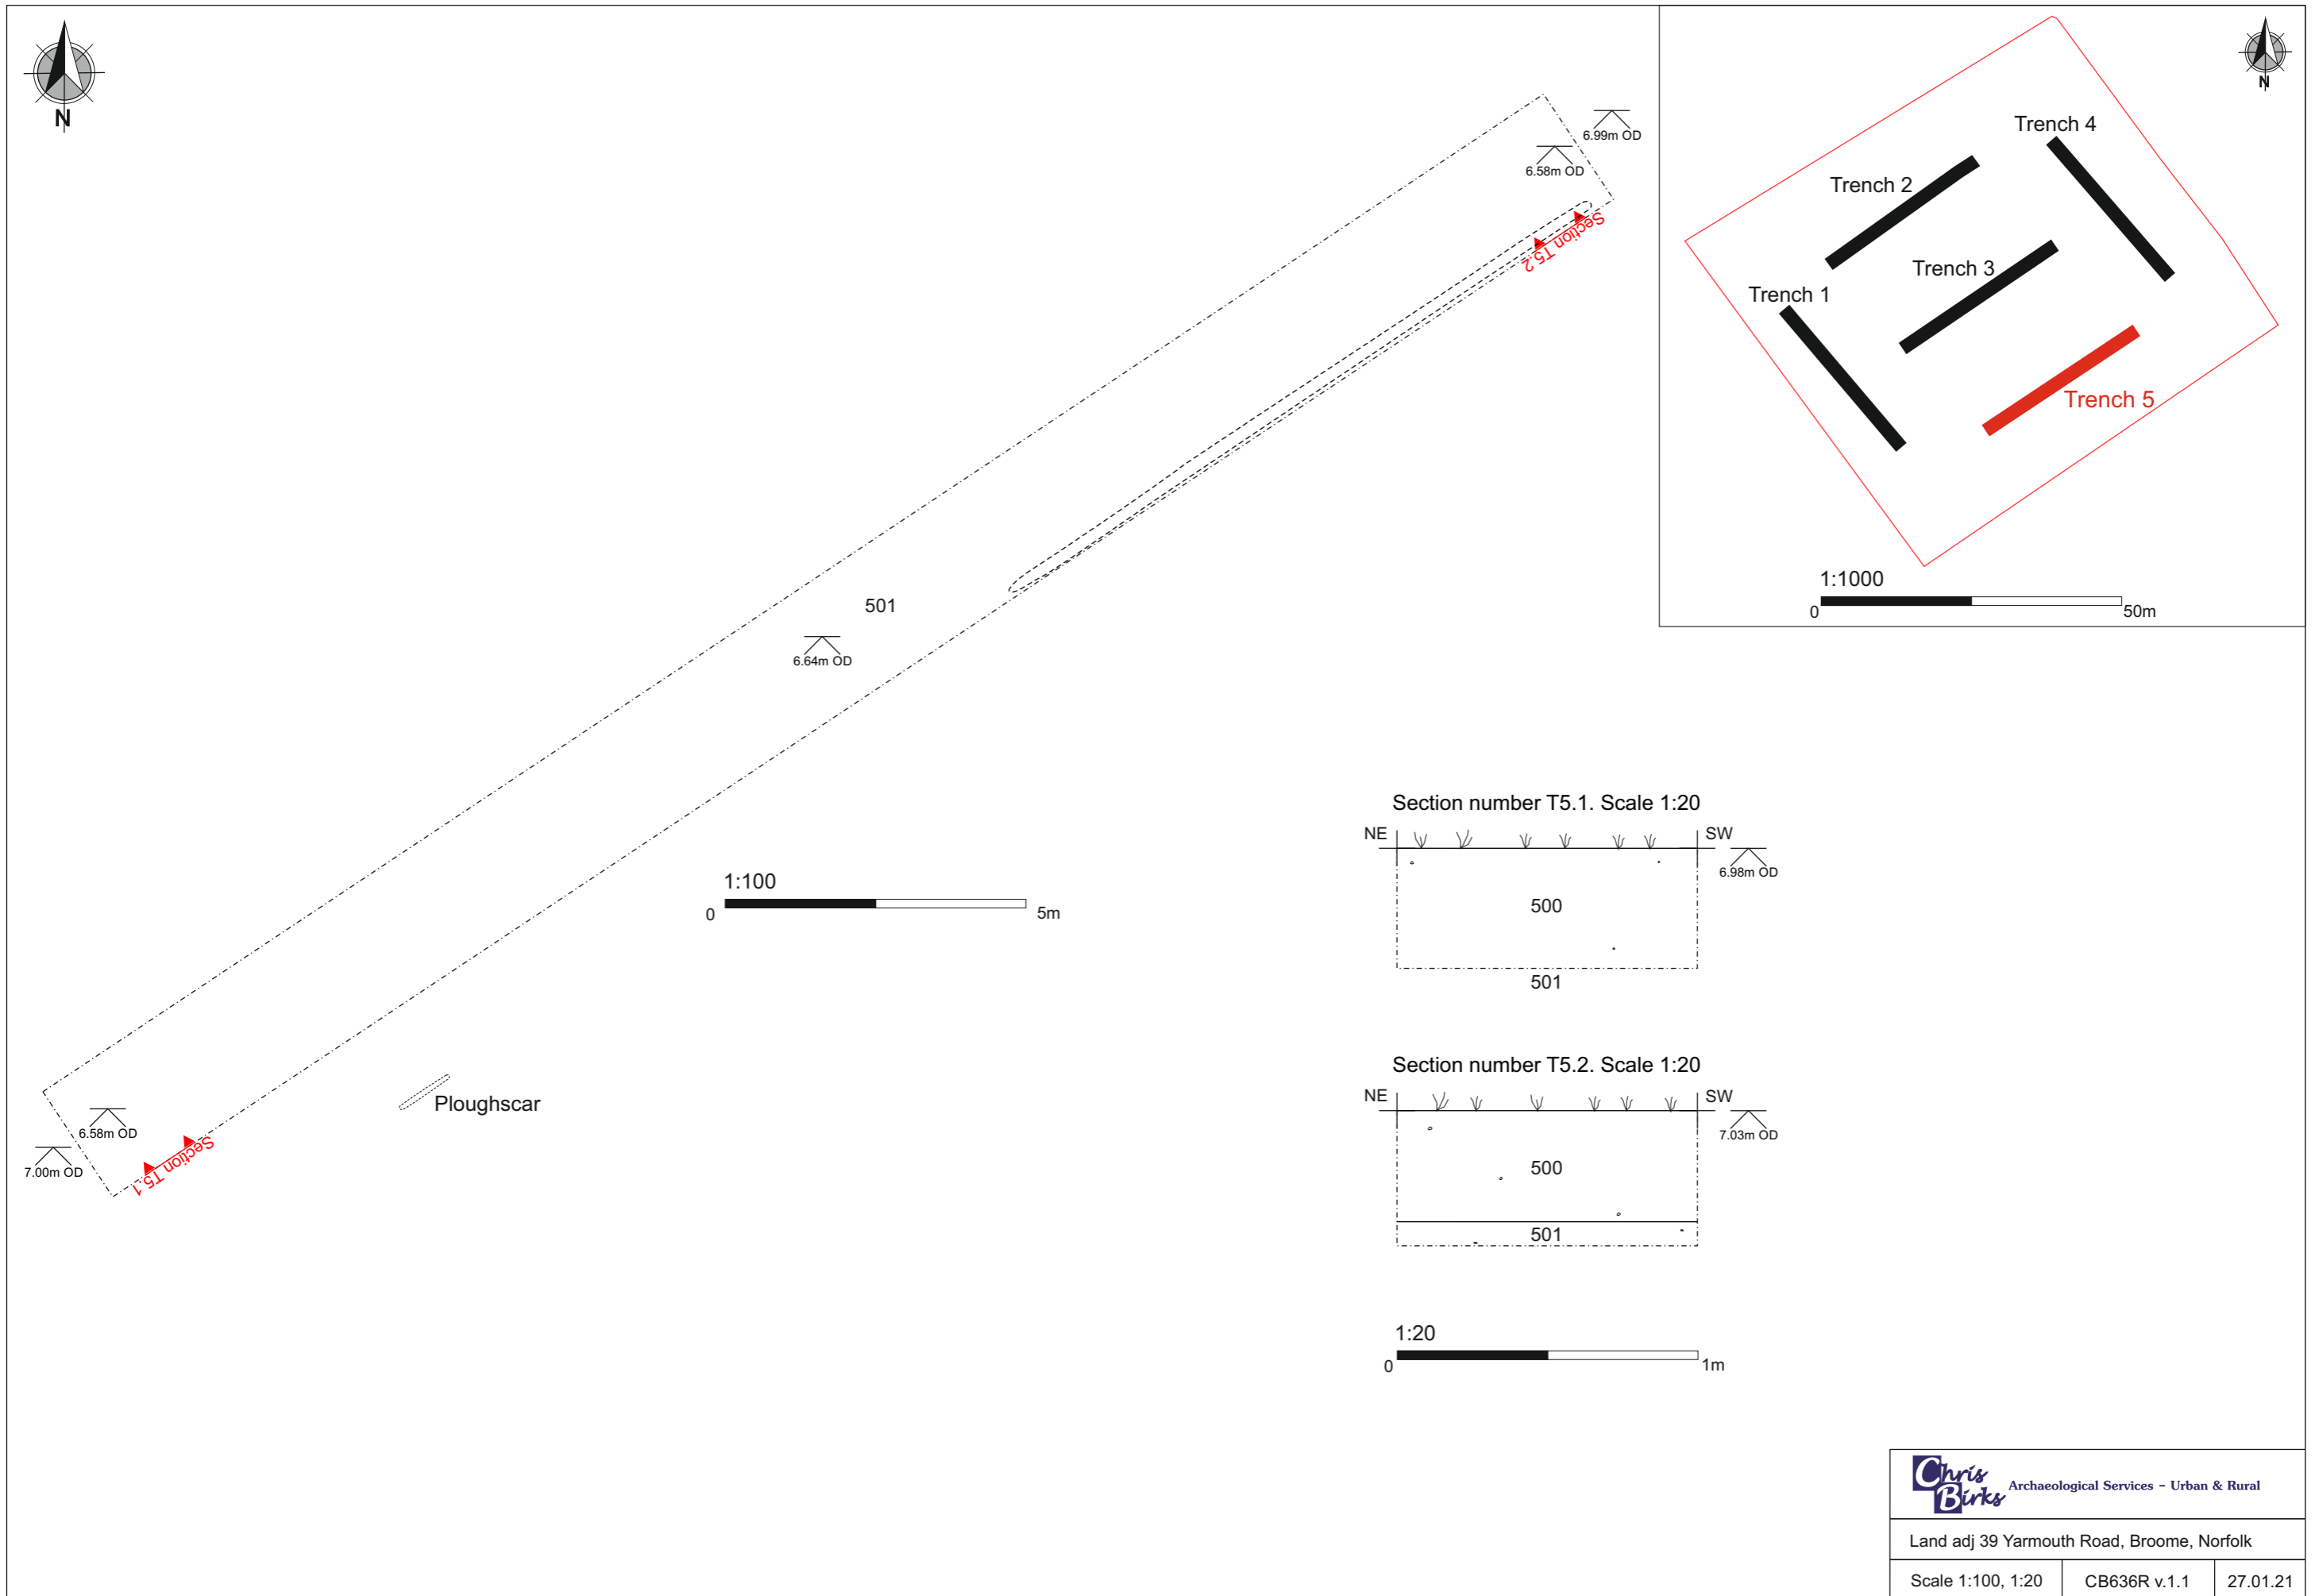 N
6.99m OD
6.58m OD
Section T5.2
501
6.64m OD
1:100
0
5m
Ploughscar
6.58m OD
7.00m OD
Section T5.1
N
Trench 4
Trench 2
Trench 3
Trench 1
Trench 5
1:1000
0
50m
Section number T5.1. Scale 1:20
NE
SW
6.98m OD
500
501
Section number T5.2. Scale 1:20
NE
SW
7.03m OD
500
501
1:20
0
1m
Chris
Birks
Archaeological Services - Urban & Rural
Land adj 39 Yarmouth Road, Broome, Norfolk
Scale 1:100, 1:20
CB636R v.1.1
27.01.21